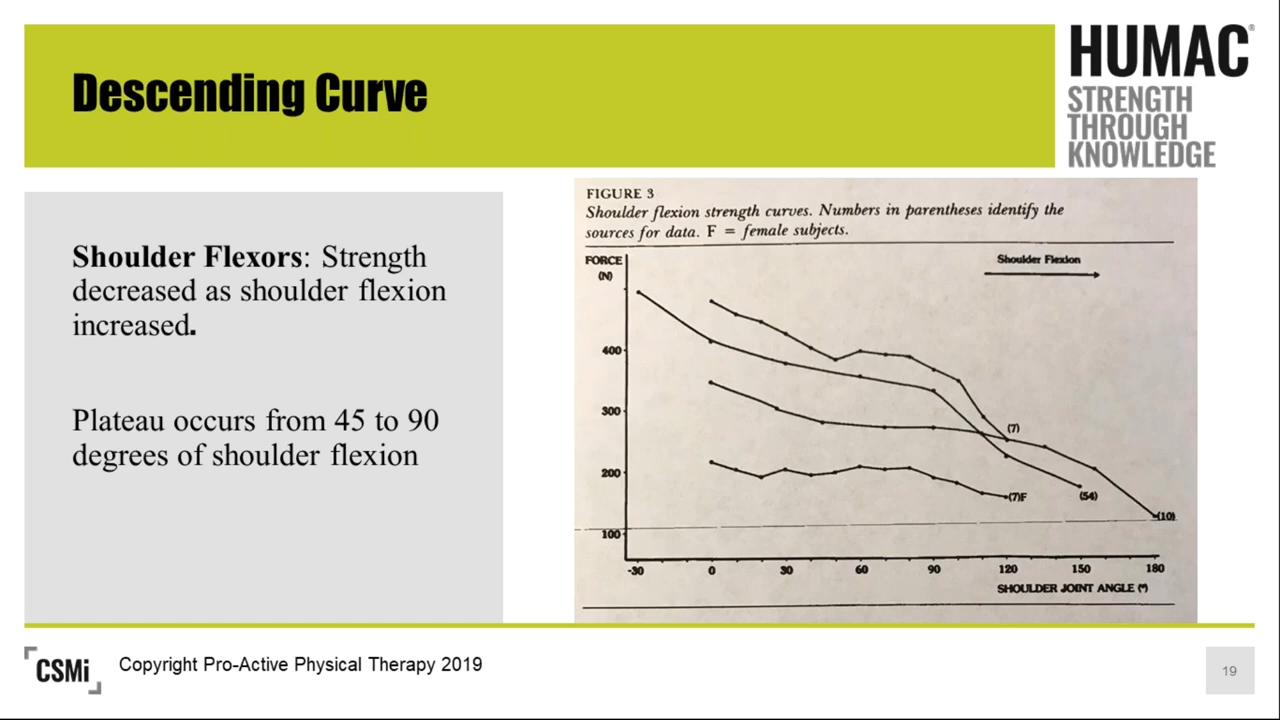 Descending Curve
HUMAC®
STRENGTH
THROUGH
KNOWLEDGE
Shoulder Flexors: Strength
decreased as shoulder flexion
increased.
Plateau occurs from 45 to 90
degrees of shoulder flexion
FIGURE 3
Shoulder flexion strength curves. Numbers in parentheses identify the
sources for data. F = female subjects.
FORCE
(N)
Shoulder Flexion
400
300
200
100
(7)
(7)F
(54)
(10)
-30 0 30 60 90 120 150 180
SHOULDER JOINT ANGLE (°)
CSMi
Copyright Pro-Active Physical Therapy 2019
19